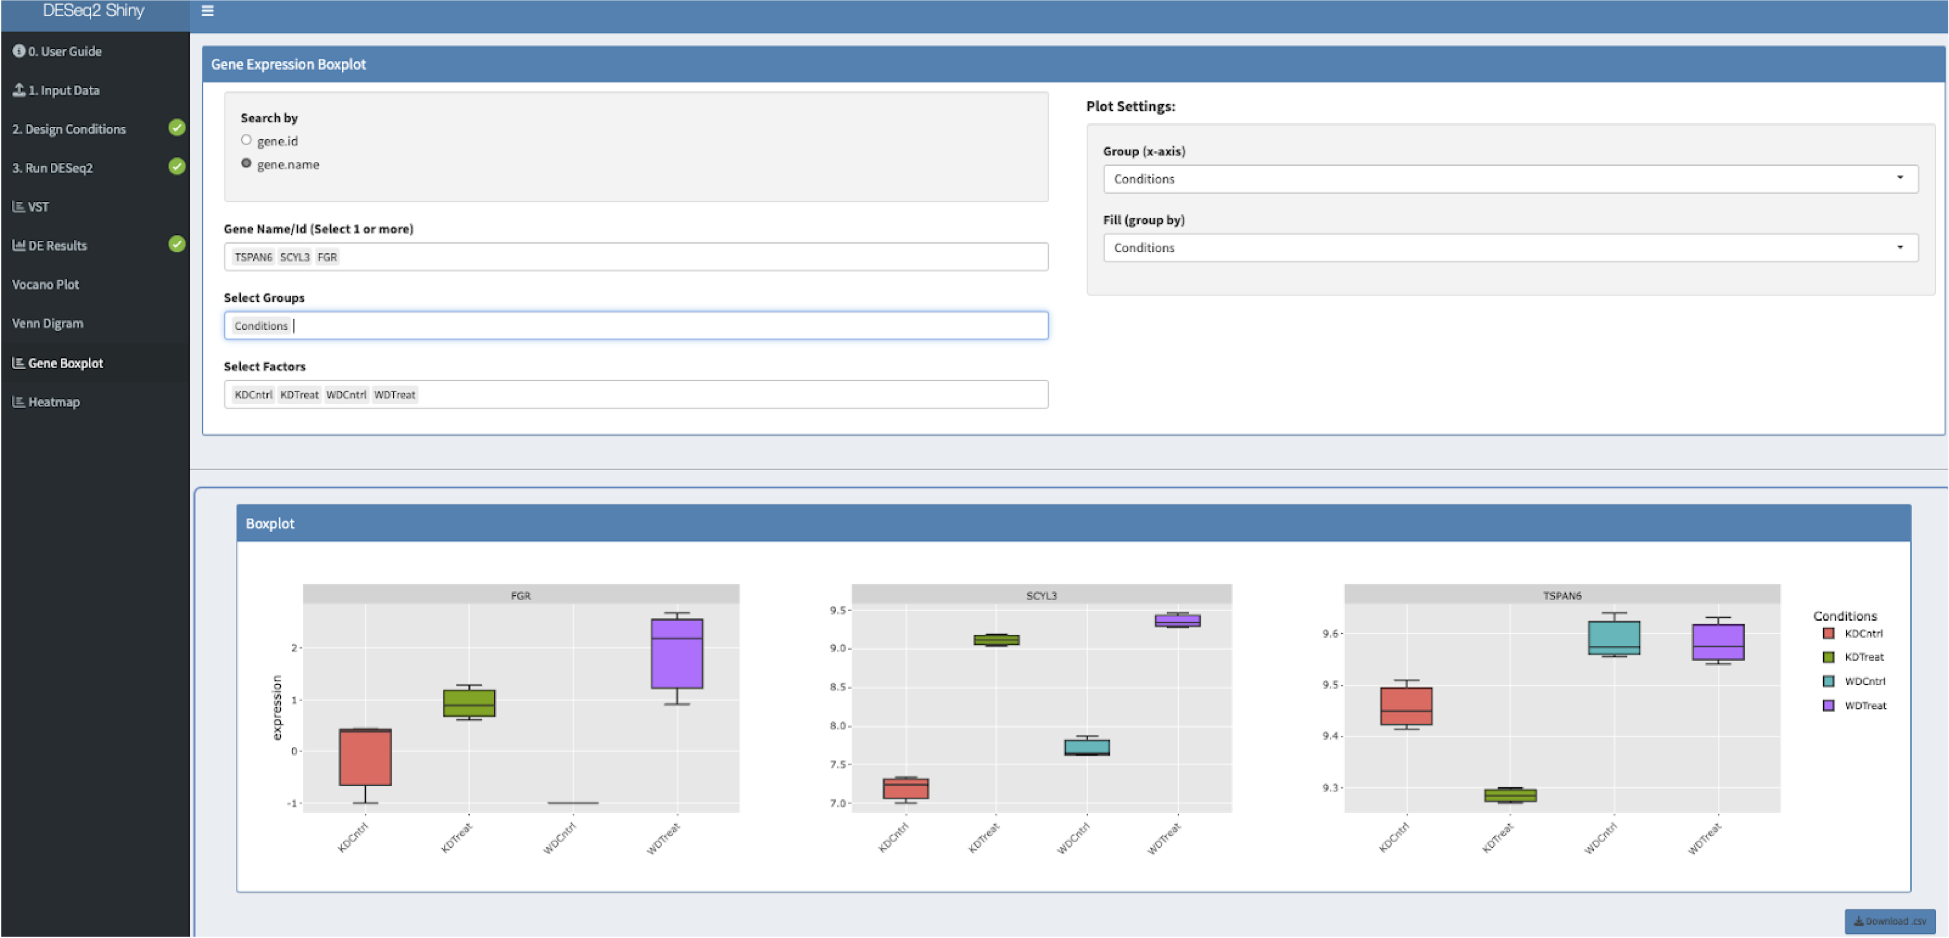 DESeq2 Shiny
0. User Guide
1. Input Data
2. Design Conditions
3. Run DESeq2
VST
DE Results
Vocano Plot
Venn Digram
Gene Boxplot
Heatmap
Gene Expression Boxplot
Search by
gene.id
gene.name
Gene Name/Id (Select 1 or more)
TSPAN6 SCYL3 FGR
Select Groups
Conditions
Select Factors
KDCntrl KDTreat WDCntrl WDTreat
Plot Settings:
Group (x-axis)
Conditions
Fill (group by)
Conditions
Boxplot
FGR
expression
2
1
0
-1
KDCntrl KDTreat WDCntrl WDTreat
SCYL3
9.5
9.0
8.5
8.0
7.5
7.0
KDCntrl KDTreat WDCntrl WDTreat
TSPAN6
9.6
9.5
9.4
9.3
KDCntrl KDTreat WDCntrl WDTreat
Conditions
KDCntrl
KDTreat
WDCntrl
WDTreat
Download .csv